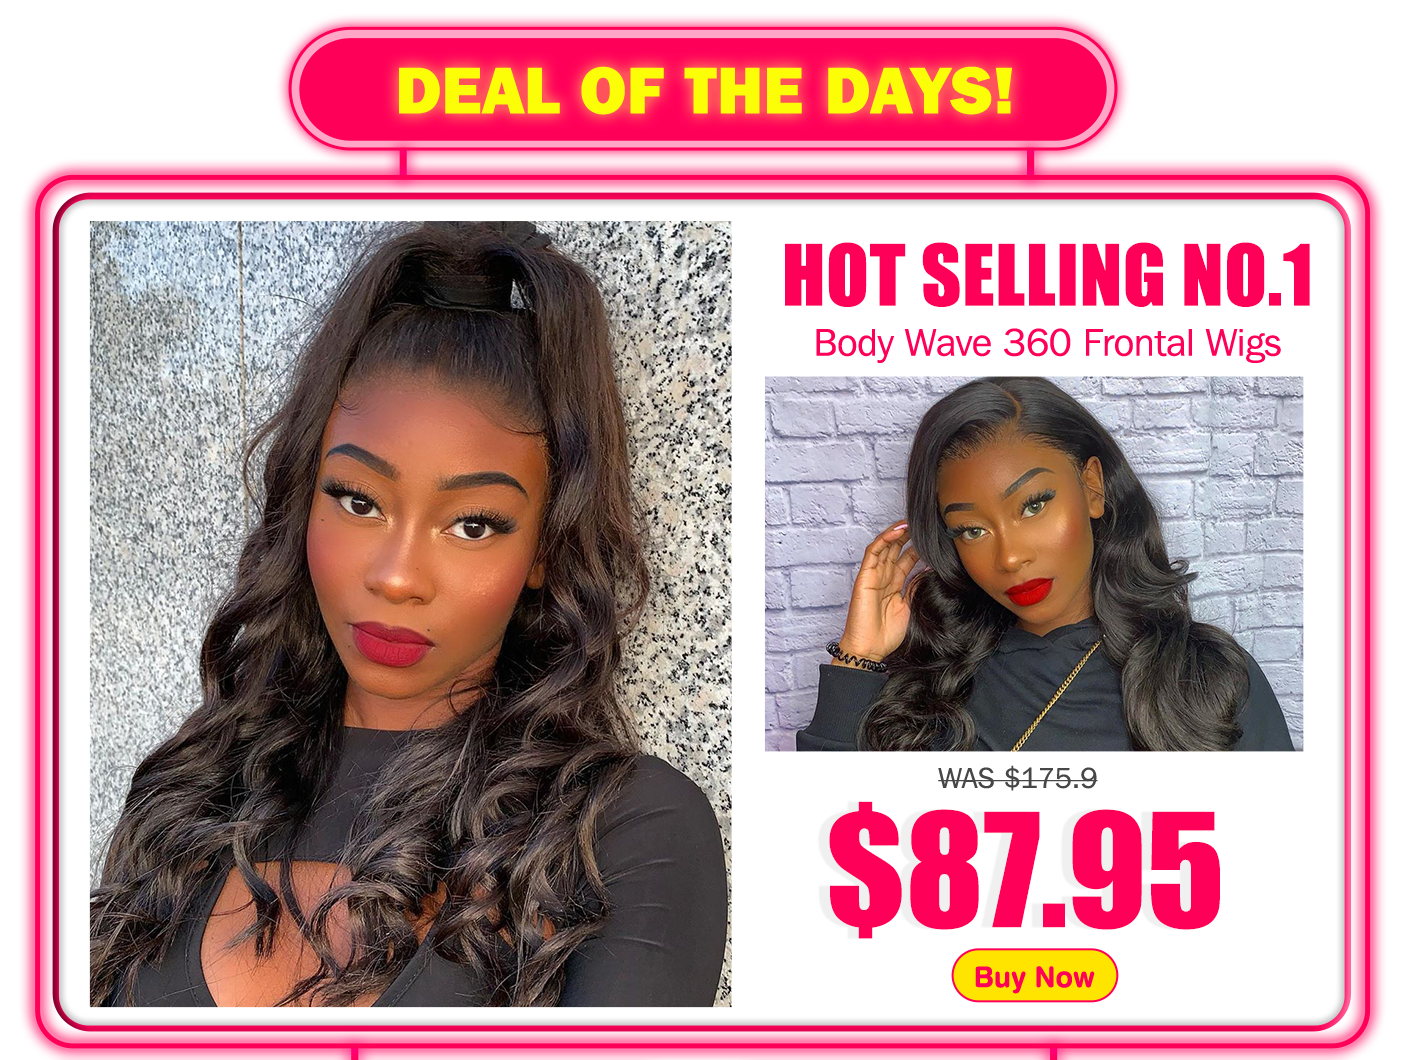 DEAL OF THE DAYS!
HOT SELLING NO.1
Body Wave 360 Frontal Wigs
WAS $175.9
$87.95
Buy Now